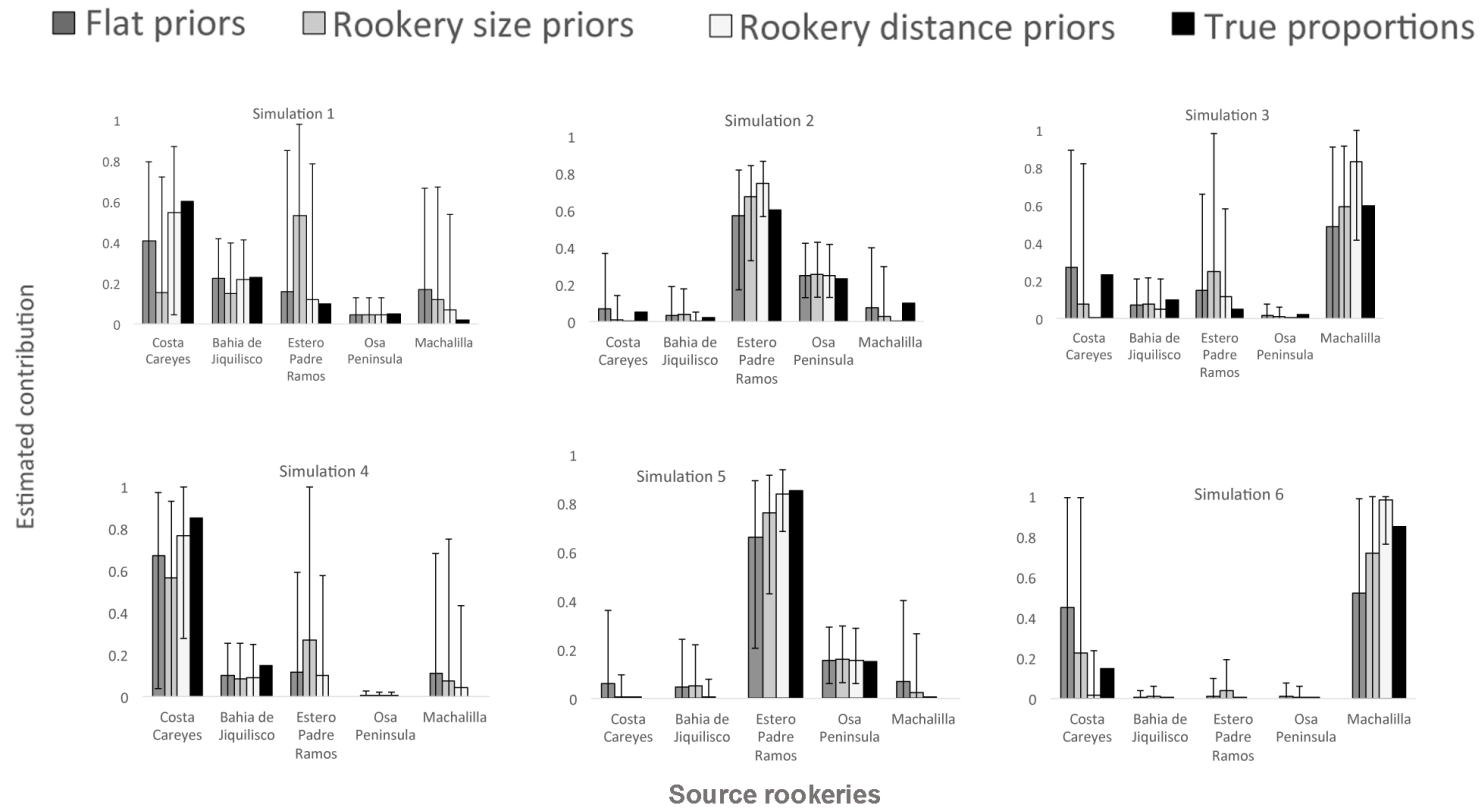 Flat priors Rookery size priors Rookery distance priors True proportions
Estimated contribution
Simulation 1
1
0.8
0.6
0.4
0.2
0
Costa Bahia de Estero Osa Machalilla
Careyes Jiquilisco Padre Peninsula
Ramos
Simulation 2
1
0.8
0.6
0.4
0.2
0
Costa Bahia de Estero Osa Machalilla
Careyes Jiquilisco Padre Peninsula
Ramos
Simulation 3
1
0.8
0.6
0.4
0.2
0
Costa Bahia de Estero Osa Machalilla
Careyes Jiquilisco Padre Peninsula
Ramos
Simulation 4
1
0.8
0.6
0.4
0.2
0
Costa Bahia de Estero Osa Machalilla
Careyes Jiquilisco Padre Peninsula
Ramos
Simulation 5
1
0.8
0.6
0.4
0.2
0
Costa Bahia de Estero Osa Machalilla
Careyes Jiquilisco Padre Peninsula
Ramos
Simulation 6
1
0.8
0.6
0.4
0.2
0
Costa Bahia de Estero Osa Machalilla
Careyes Jiquilisco Padre Peninsula
Ramos
Source rookeries